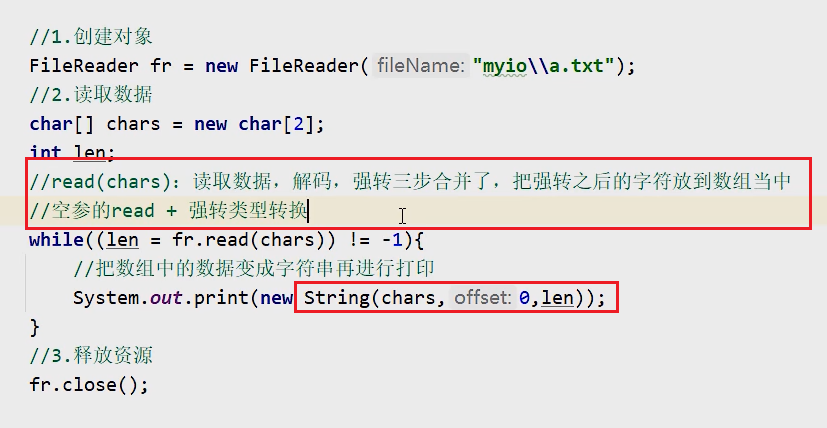 //1.创建对象
FileReader fr = new FileReader( fileName: "myio\\a.txt");
//2.读取数据
char[] chars = new char[2];
int len;
//read(chars)：读取数据，解码，强转三步合并了，把强转之后的字符放到数组当中
//空参的read + 强转类型转换
while((len = fr.read(chars)) != -1){
//把数组中的数据变成字符串再进行打印
System.out.print(new String(chars, offset: 0,len));
}
//3.释放资源
fr.close();